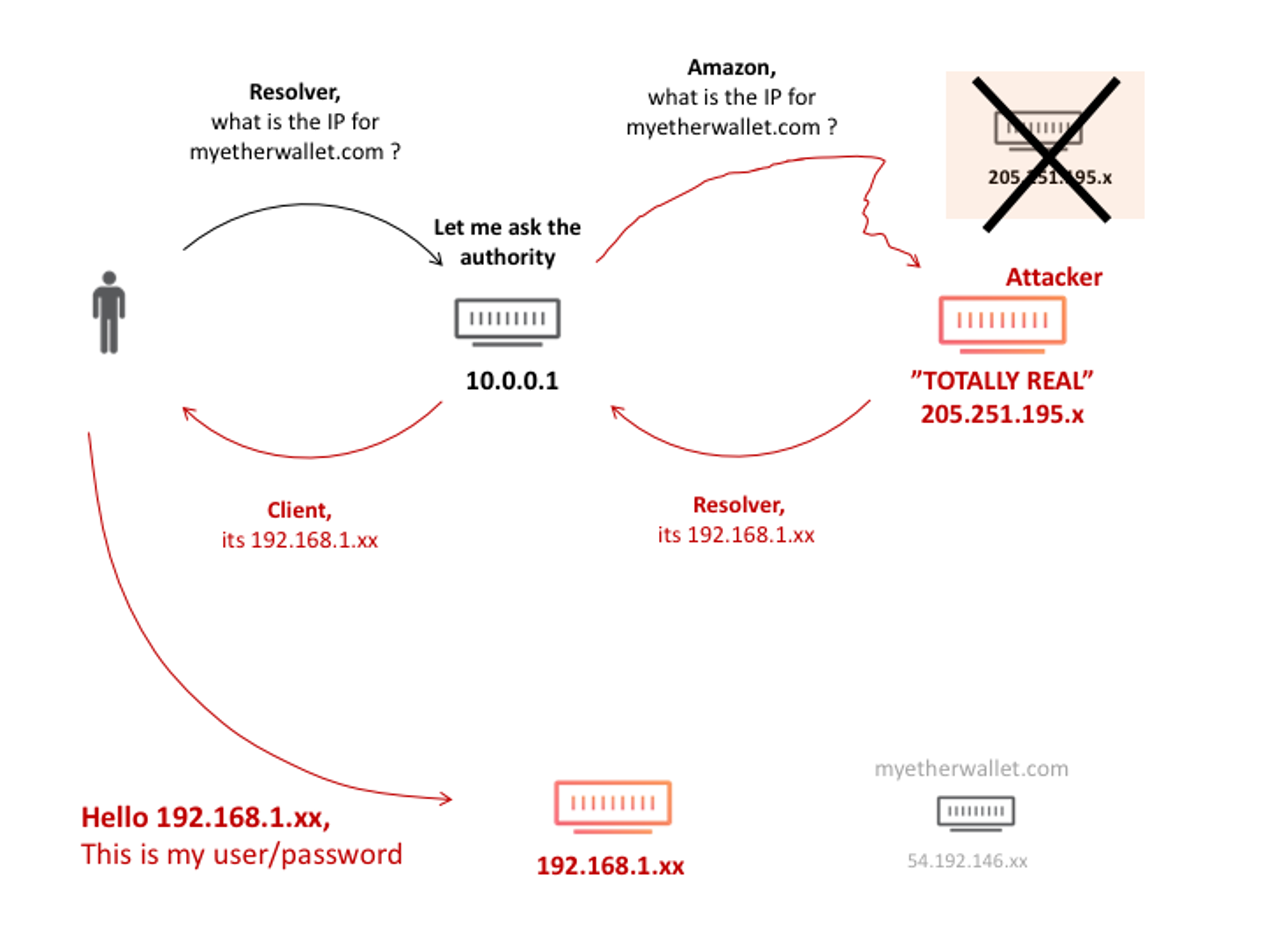 Resolver,
what is the IP for
myetherwallet.com ?
Amazon,
what is the IP for
myetherwallet.com ?
205.251.195.x
Let me ask the
authority
10.0.0.1
Attacker
”TOTALLY REAL”
205.251.195.x
Client,
its 192.168.1.xx
Resolver,
its 192.168.1.xx
Hello 192.168.1.xx,
This is my user/password
192.168.1.xx
myetherwallet.com
54.192.146.xx